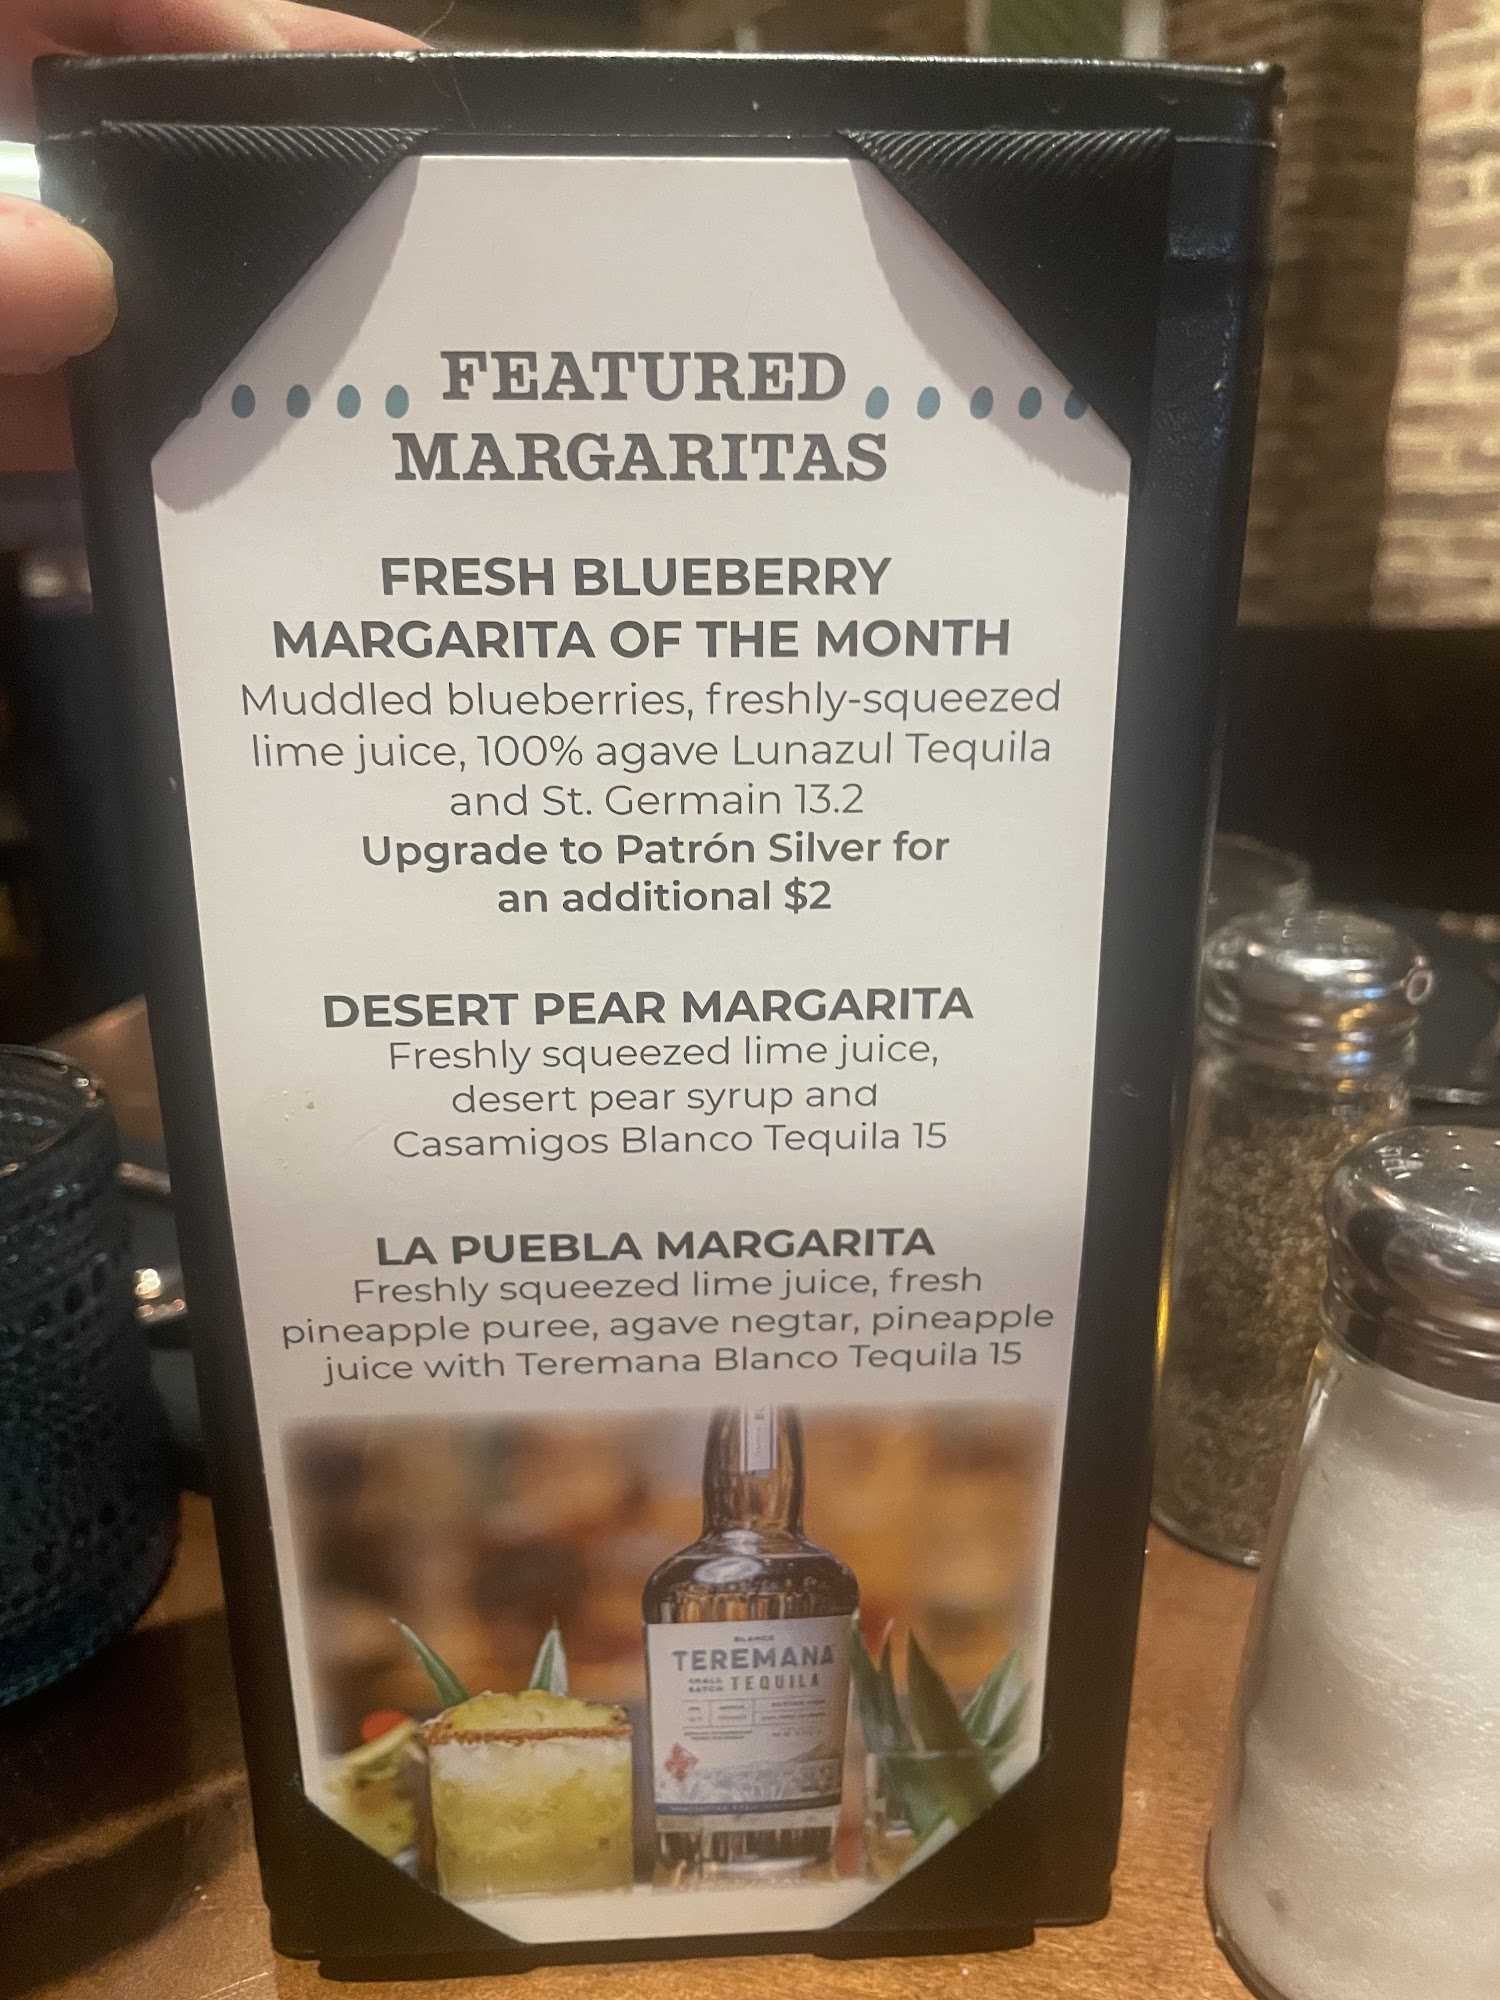 FEATURED
MARGARITAS
FRESH BLUEBERRY
MARGARITA OF THE MONTH
Muddled blueberries, freshly-squeezed
lime juice, 100% agave Lunazul Tequila
and St. Germain 13.2
Upgrade to Patrón Silver for
an additional $2
DESERT PEAR MARGARITA
Freshly squeezed lime juice,
desert pear syrup and
Casamigos Blanco Tequila 15
LA PUEBLA MARGARITA
Freshly squeezed lime juice, fresh
pineapple puree, agave negtar, pineapple
juice with Teremana Blanco Tequila 15
BLANCO
TEREMANA
SMALL BATCH TEQUILA